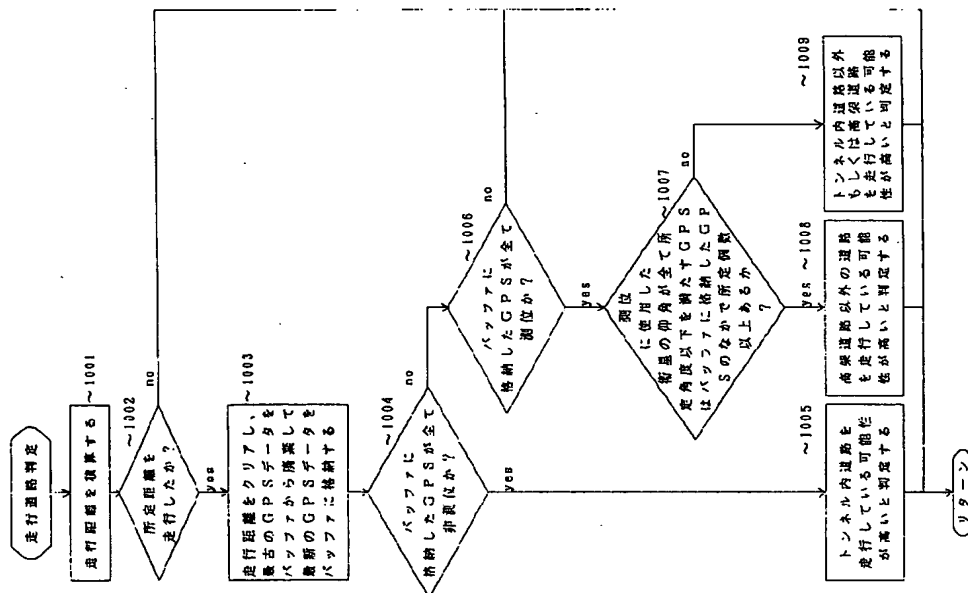 走行道路判定
走行距離を積算する
~1001
所定距離を
走行したか?
~1002
no
yes
走行距離をクリアし、
最古のGPSデータを
バッファから廃棄して
最新のGPSデータを
バッファに格納する
~1003
バッファに
格納したGPSが全て
非測位か?
~1004
no
yes
トンネル内道路を
走行している可能性
が高いと判定する
~1005
バッファに
格納したGPSが全て
測位か?
~1006
no
yes
測位
に使用した
衛星の仰角が全て所
定角度以下を満たすGPS
はバッファに格納したGP
Sのなかで所定個数
以上あるか
?
~1007
no
yes
高架道路以外の道路
を走行している可能
性が高いと判定する
~1008
トンネル内道路以外
もしくは高架道路
を走行している可能
性が高いと判定する
~1009
リターン